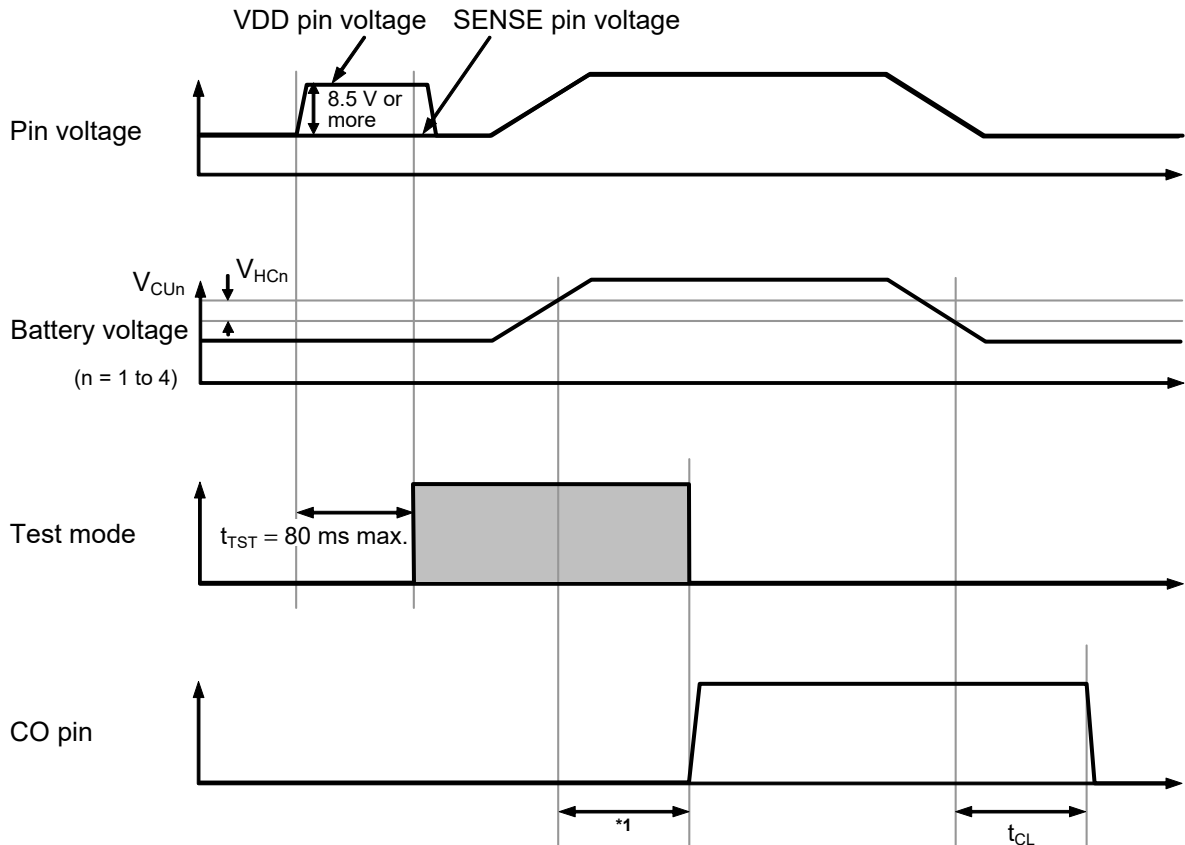 VDD pin voltage
SENSE pin voltage
8.5 V or
more
Pin voltage
VCUn
VHCn
Battery voltage
(n = 1 to 4)
Test mode
tTST = 80 ms max.
CO pin
*1
tCL